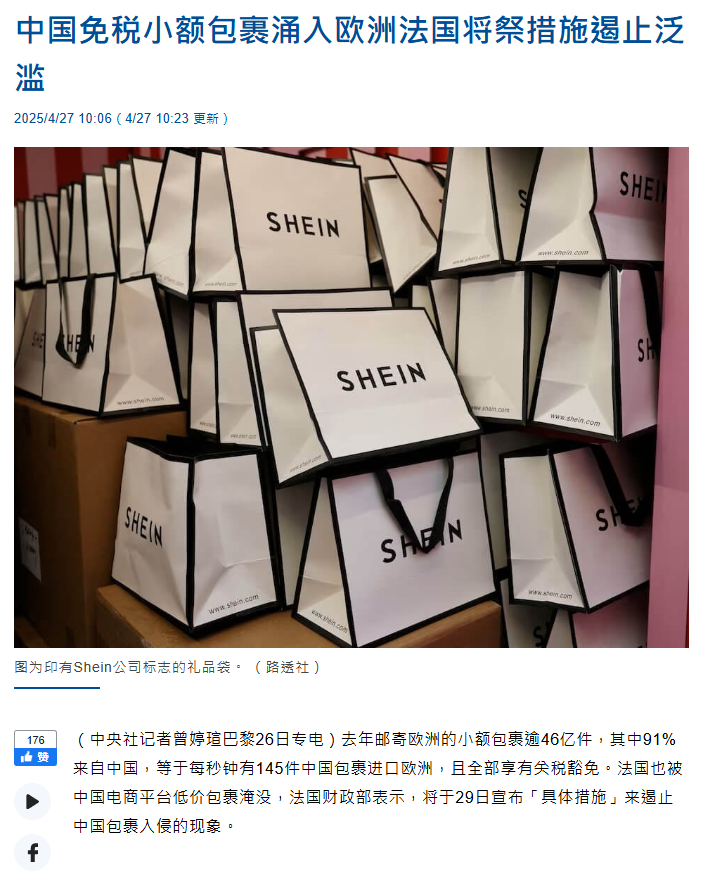 中国免税小额包裹涌入欧洲法国将祭措施遏止泛
滥
2025/4/27 10:06（4/27 10:23 更新）
SHEIN
www.shein.com
SHEIN
www.shein.com
SHEIN
www.shein.com
SHEIN
www.shein.com
SHEIN
www.shein.com
SHEIN
www.shein.com
图为印有Shein公司标志的礼品袋。（路透社）
176
赞
（中央社记者曾婷瑄巴黎26日专电）去年邮寄欧洲的小额包裹逾46亿件，其中91%
来自中国，等于每秒钟有145件中国包裹进口欧洲，且全部享有关税豁免。法国也被
中国电商平台低价包裹淹没，法国财政部表示，将于29日宣布「具体措施」来遏止
中国包裹入侵的现象。